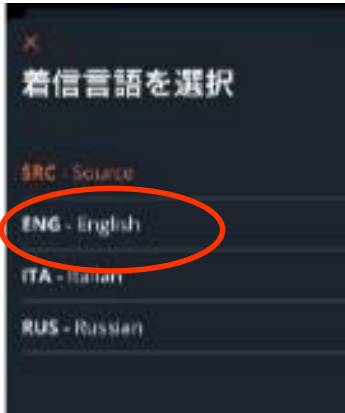 ×
着信言語を選択
SRC - Source
ENG - English
ITA - Italian
RUS - Russian